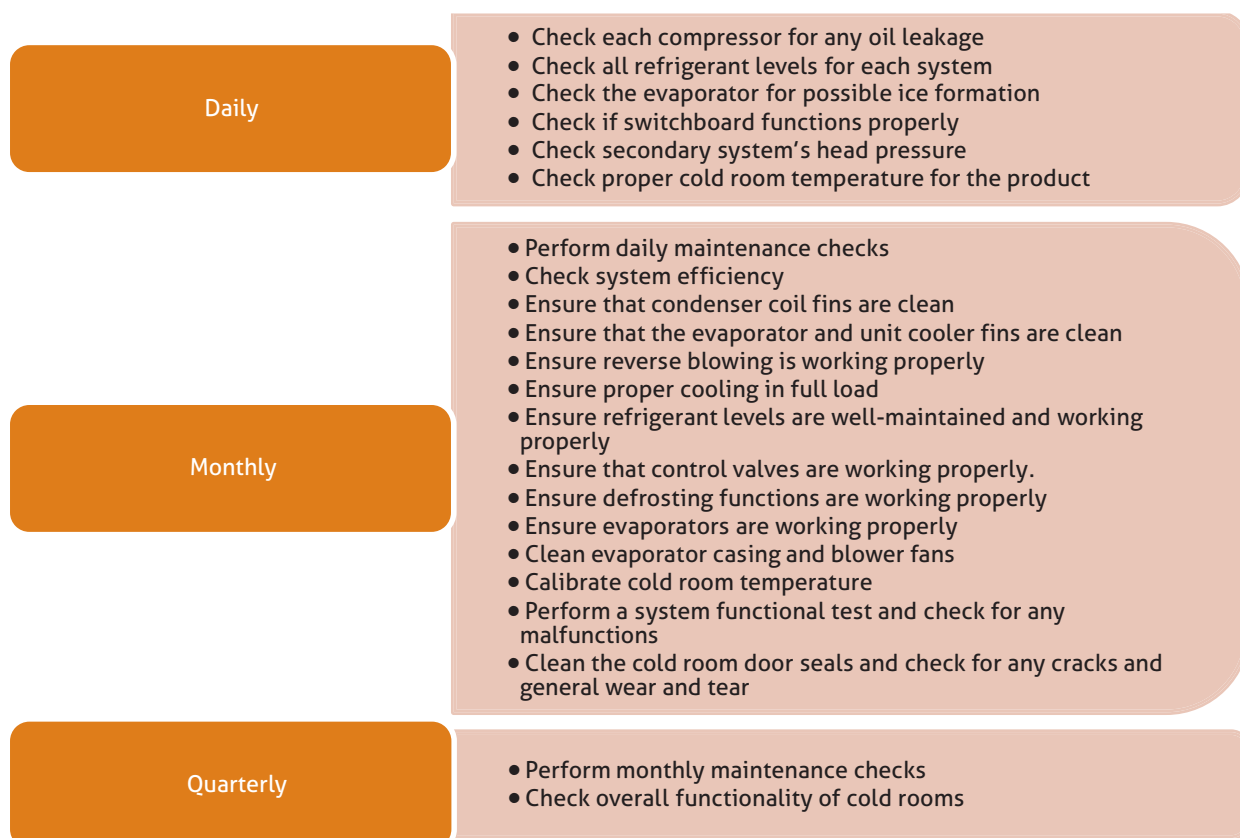 Daily
• Check each compressor for any oil leakage
• Check all refrigerant levels for each system
• Check the evaporator for possible ice formation
• Check if switchboard functions properly
• Check secondary system’s head pressure
• Check proper cold room temperature for the product
Monthly
• Perform daily maintenance checks
• Check system efficiency
• Ensure that condenser coil fins are clean
• Ensure that the evaporator and unit cooler fins are clean
• Ensure reverse blowing is working properly
• Ensure proper cooling in full load
• Ensure refrigerant levels are well-maintained and working
properly
• Ensure that control valves are working properly.
• Ensure defrosting functions are working properly
• Ensure evaporators are working properly
• Clean evaporator casing and blower fans
• Calibrate cold room temperature
• Perform a system functional test and check for any
malfunctions
• Clean the cold room door seals and check for any cracks and
general wear and tear
Quarterly
• Perform monthly maintenance checks
• Check overall functionality of cold rooms